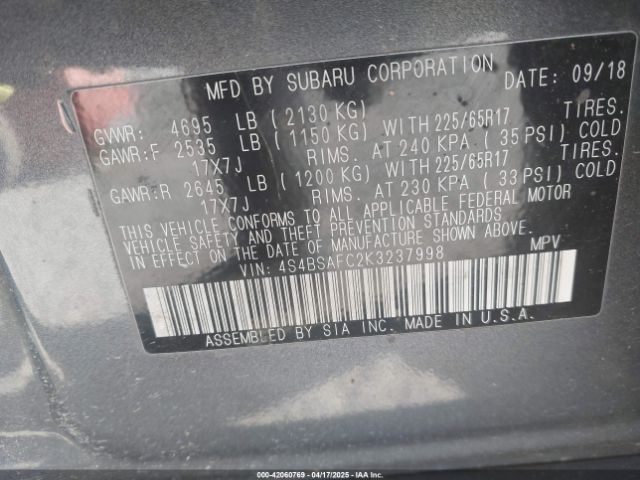 MFD BY SUBARU CORPORATION DATE: 09/18
GVWR: 4695 LB (2130 KG)
GAWR:F 2535 LB (1150 KG) WITH 225/65R17 TIRES.
17X7J RIMS. AT 240 KPA (35 PSI) COLD
GAWR:R 2645 LB (1200 KG) WITH 225/65R17 TIRES.
17X7J RIMS. AT 230 KPA (33 PSI) COLD
THIS VEHICLE CONFORMS TO ALL APPLICABLE FEDERAL MOTOR
VEHICLE SAFETY AND THEFT PREVENTION STANDARDS
IN EFFECT ON THE DATE OF MANUFACTURE SHOWN ABOVE.
VIN: 4S4BSAFC2K3237998 MPV
ASSEMBLED BY SIA INC. MADE IN U.S.A.
000-42060769 - 04/17/2025 - IAAI.COM